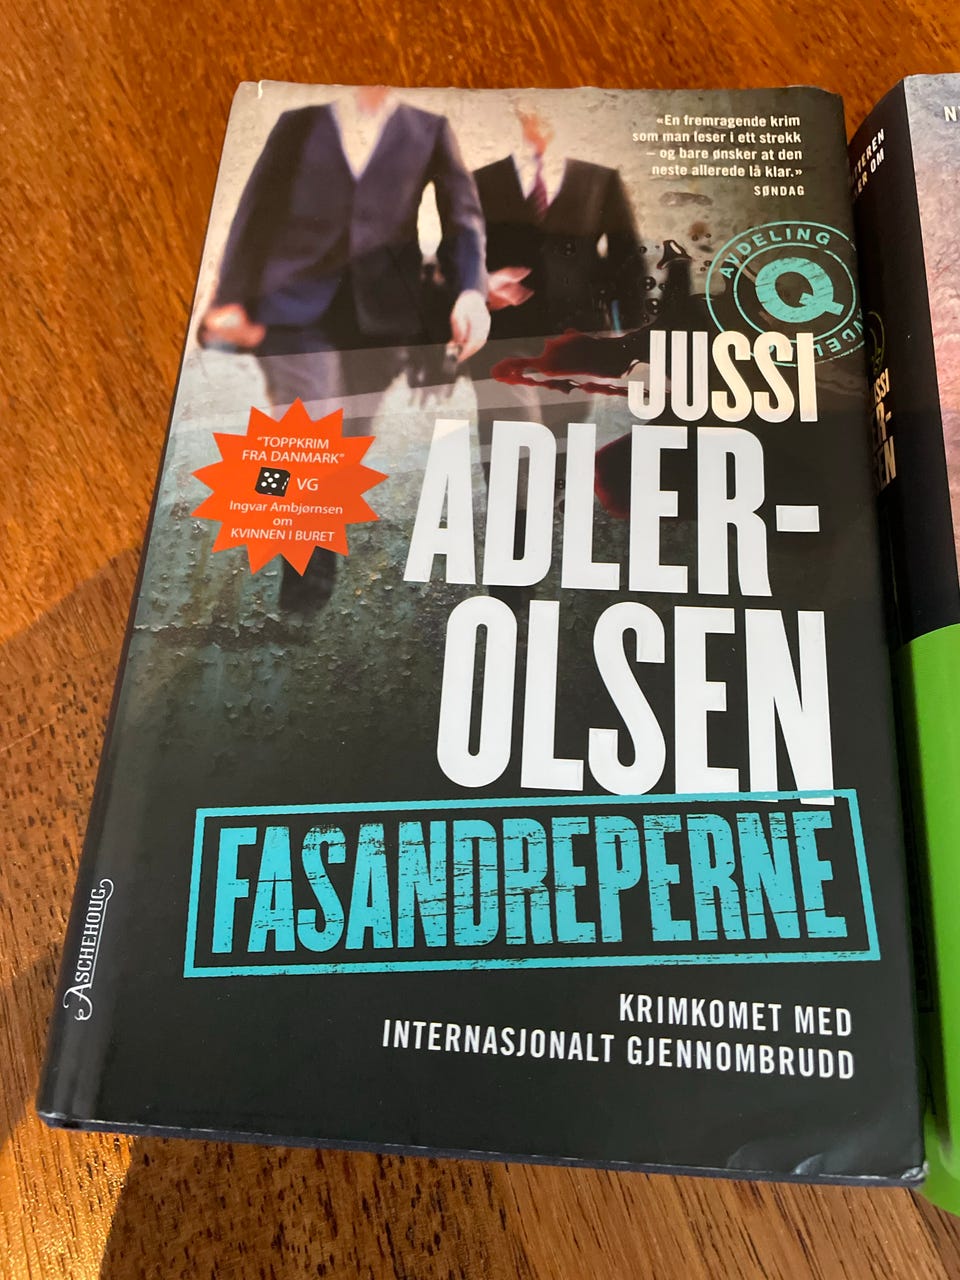 «En fremragende krim
som man leser i ett strekk
– og bare ønsker at den
neste allerede lå klar.»
SØNDAG
AVDELING
Q
JUSSI
ADLER-
OLSEN
"TOPPKRIM
FRA DANMARK"
VG
Ingvar Ambjørnsen
om
KVINNEN I BURET
FASANDREPERNE
KRIMKOMET MED
INTERNASJONALT GJENNOMBRUDD
ASCHEHOUG